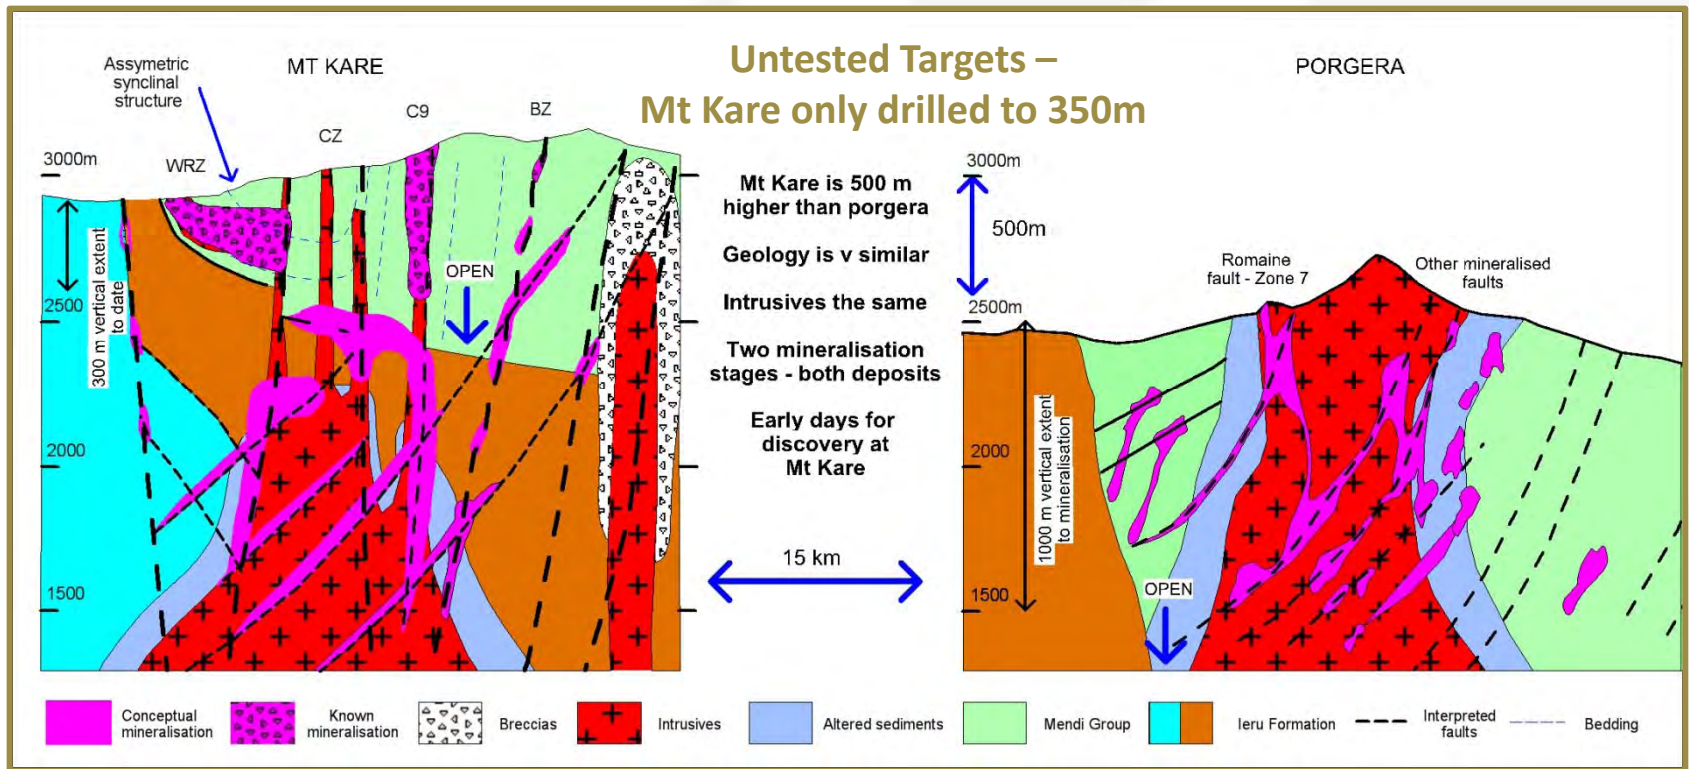 Untested Targets –
Mt Kare only drilled to 350m
MT KARE
Assymetric
synclinal
structure
WRZ
CZ
C9
BZ
3000m
2500
2000
1500
300 m vertical extent
to date
OPEN
Mt Kare is 500 m
higher than porgera
Geology is v similar
Intrusives the same
Two mineralisation
stages - both deposits
Early days for
discovery at
Mt Kare
15 km
PORGERA
3000m
500m
2500m
2000
1500
Romaine
fault - Zone 7
Other mineralised
faults
1000 m vertical extent
to mineralisation
OPEN
Conceptual
mineralisation
Known
mineralisation
Breccias
Intrusives
Altered sediments
Mendi Group
Ieru Formation
Interpreted
faults
Bedding